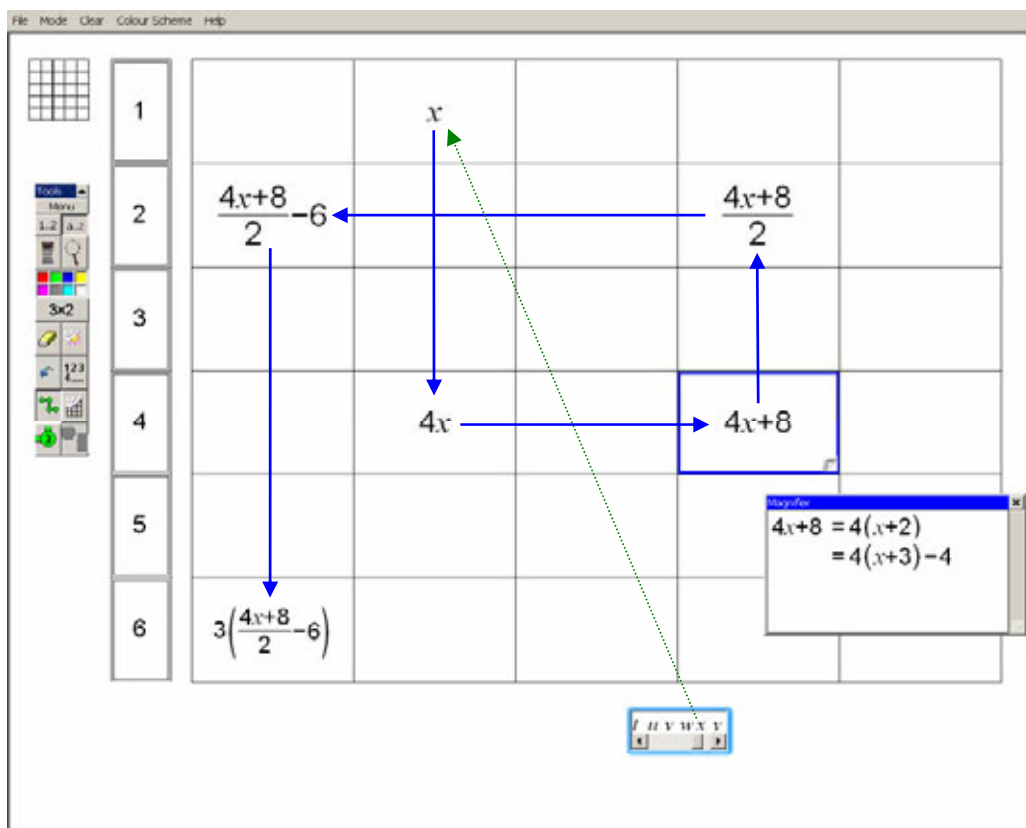 File Mode Clear Colour Scheme Help
1
x
Tools
Menu
1..2 a..z
2
(4x+8)/2 −6
(4x+8)/2
3×2
3
123
4
4x
4x+8
5
Magnifier
4x+8 = 4(x+2)
= 4(x+3)−4
6
3((4x+8)/2 −6)
t u v w x y